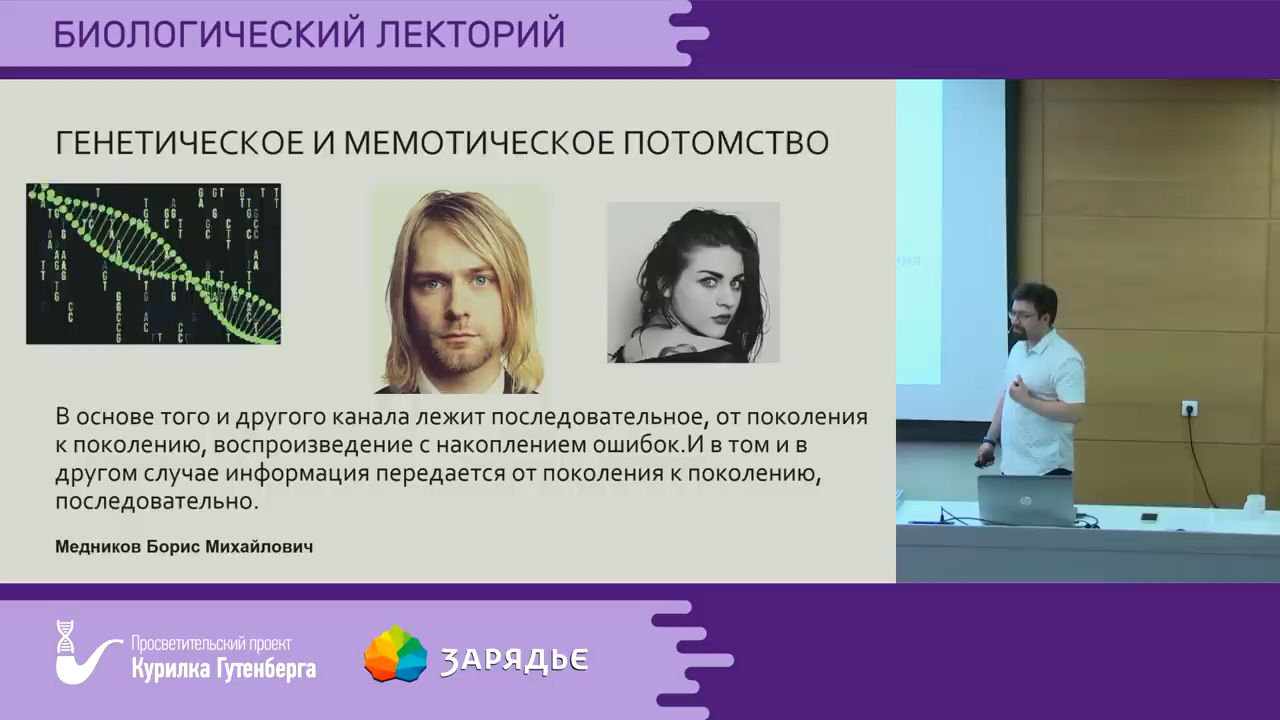 БИОЛОГИЧЕСКИЙ ЛЕКТОРИЙ
ГЕНЕТИЧЕСКОЕ И МЕМОТИЧЕСКОЕ ПОТОМСТВО
В основе того и другого канала лежит последовательное, от поколения
к поколению, воспроизведение с накоплением ошибок.И в том и в
другом случае информация передается от поколения к поколению,
последовательно.
Медников Борис Михайлович
Просветительский проект
Курилка Гутенберга
ЗАРЯДЬЕ
hp